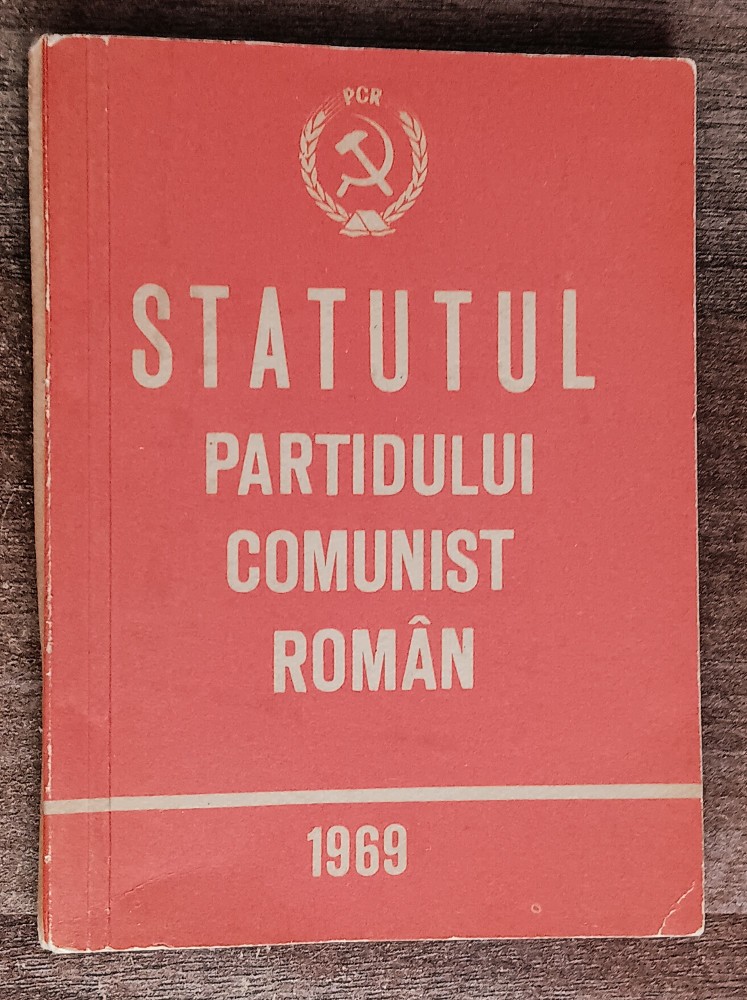 PCR
STATUTUL
PARTIDULUI
COMUNIST
ROMÂN
1969